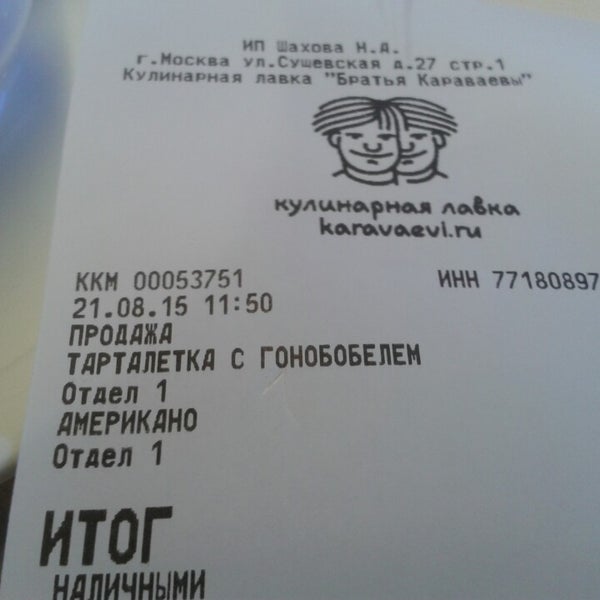 ИП Шахова Н.А.
г.Москва ул.Сущевская д.27 стр.1
Кулинарная лавка "Братья Караваевы"
кулинарная лавка
karavaevi.ru
ККМ 00053751 ИНН 77180897
21.08.15 11:50
ПРОДАЖА
ТАРТАЛЕТКА С ГОНОБОБЕЛЕМ
Отдел 1
АМЕРИКАНО
Отдел 1
ИТОГ
НАЛИЧНЫМИ